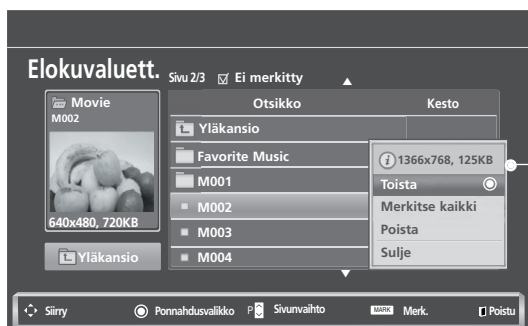 Elokuvaluett. Sivu 2/3 Ei merkitty
Movie
M002
640x480, 720KB
Yläkansio
Otsikko Kesto
Yläkansio
Favorite Music
M001
M002
M003
M004
1366x768, 125KB
Toista
Merkitse kaikki
Poista
Sulje
Siirry Ponnahdusvalikko P Sivunvaihto MARK Merk. Poistu